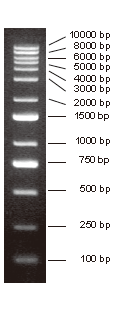 10000 bp
8000 bp
6000 bp
5000 bp
4000 bp
3000 bp
2000 bp
1500 bp
1000 bp
750 bp
500 bp
250 bp
100 bp